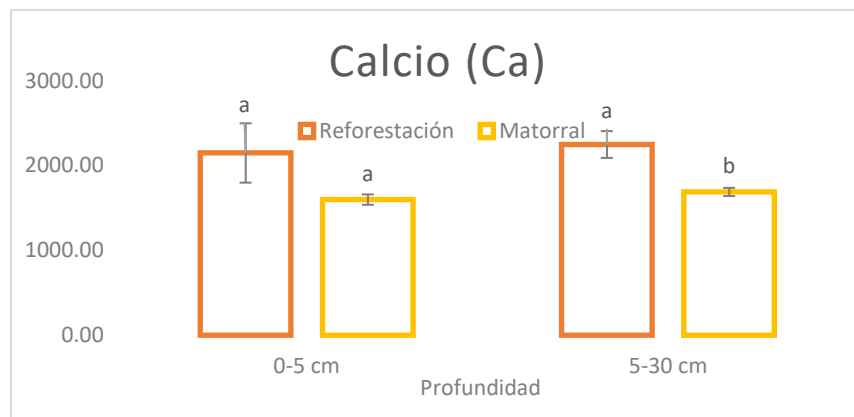 Calcio (Ca)
3000.00
a
a
Reforestación
Matorral
2000.00
a
b
1000.00
0.00
0-5 cm
5-30 cm
Profundidad